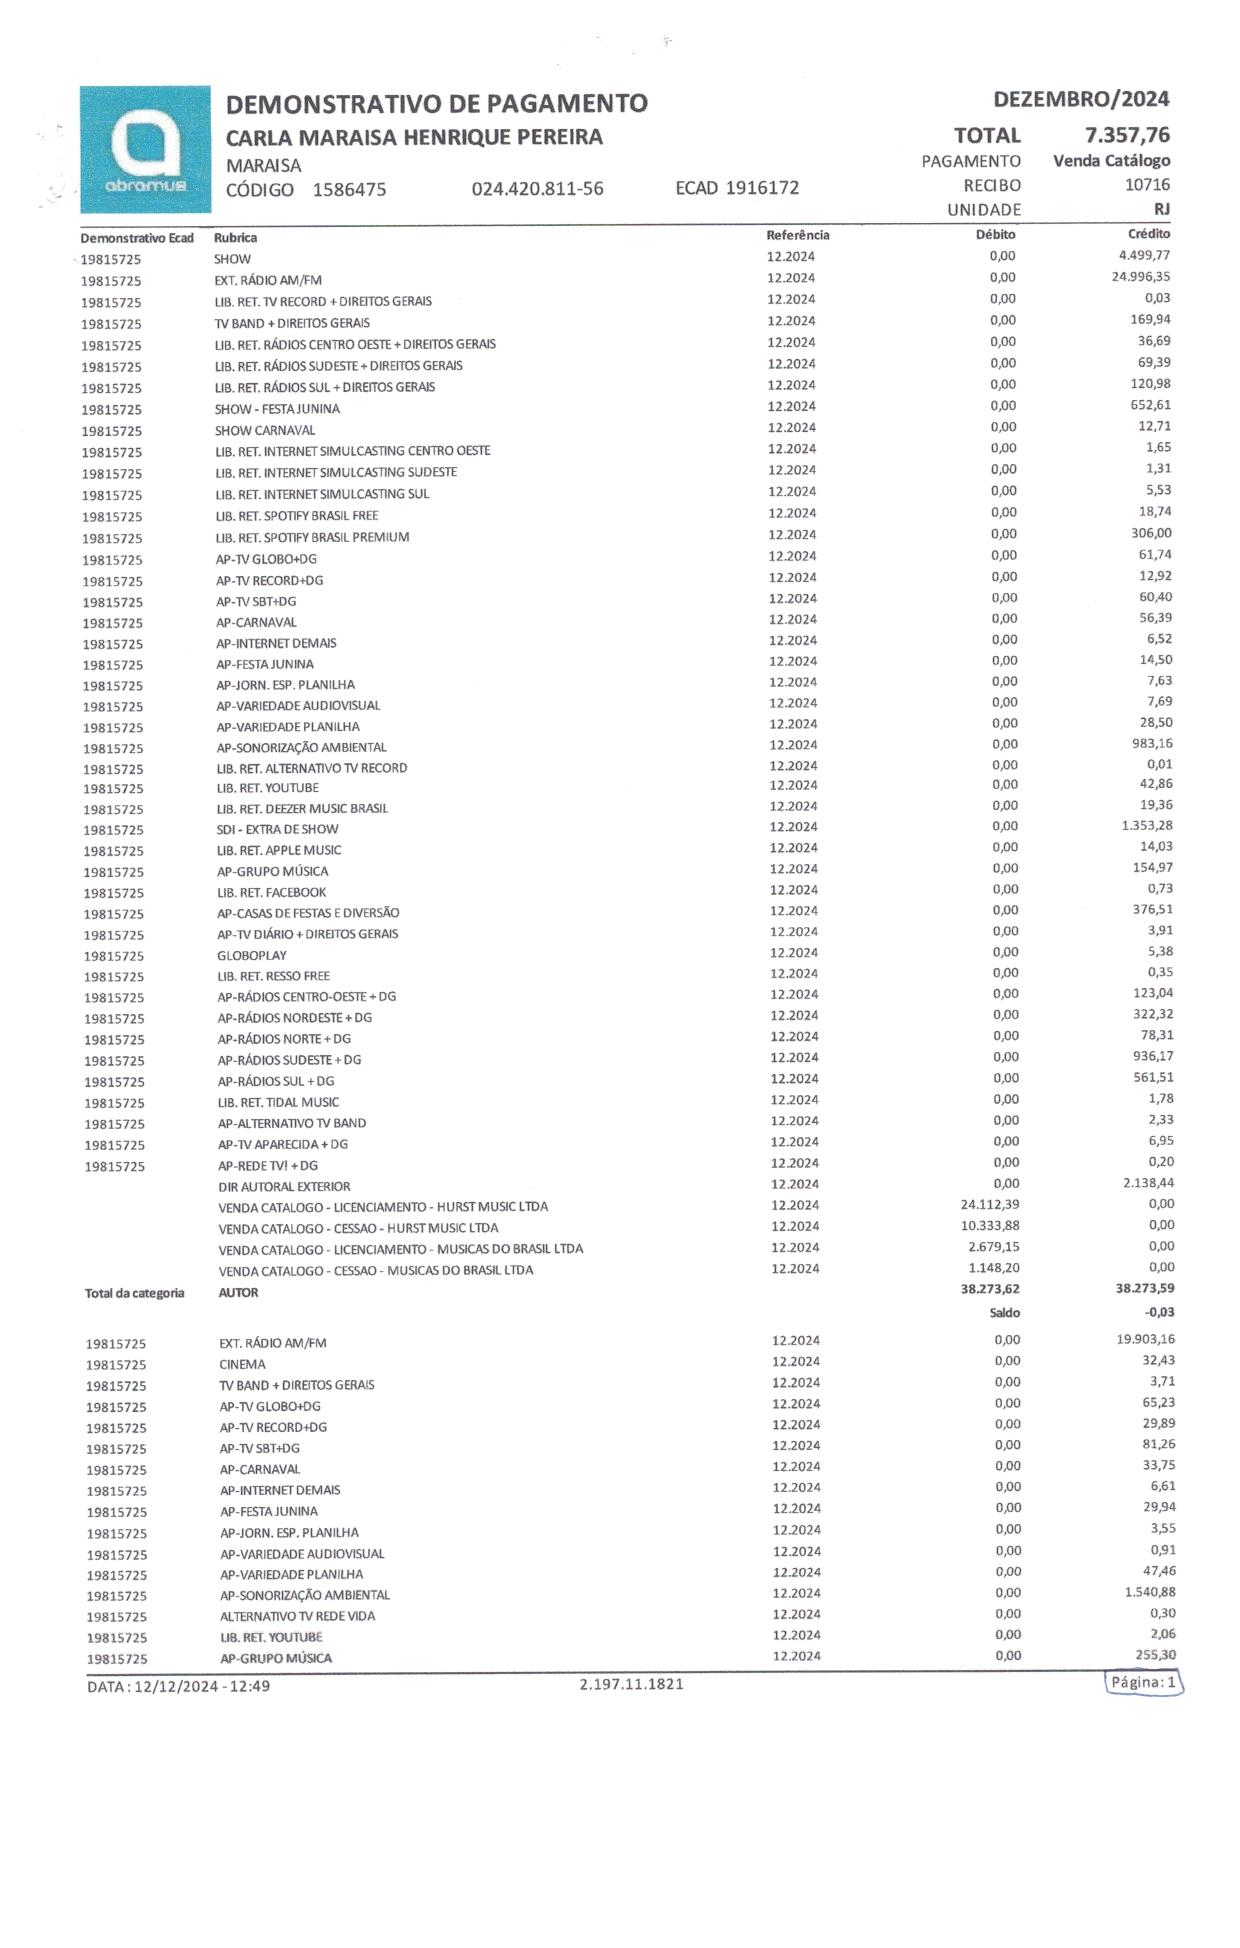 abramus
DEMONSTRATIVO DE PAGAMENTO DEZEMBRO/2024
CARLA MARAISA HENRIQUE PEREIRA TOTAL 7.357,76
MARAISA PAGAMENTO Venda Catálogo
CÓDIGO 1586475 024.420.811-56 ECAD 1916172 RECIBO 10716
UNIDADE RJ
Demonstrativo Ecad Rubrica Referência Débito Crédito
19815725 SHOW 12.2024 0,00 4.499,77
19815725 EXT. RÁDIO AM/FM 12.2024 0,00 24.996,35
19815725 LIB. RET. TV RECORD + DIREITOS GERAIS 12.2024 0,00 0,03
19815725 TV BAND + DIREITOS GERAIS 12.2024 0,00 169,94
19815725 LIB. RET. RÁDIOS CENTRO OESTE + DIREITOS GERAIS 12.2024 0,00 36,69
19815725 LIB. RET. RÁDIOS SUDESTE + DIREITOS GERAIS 12.2024 0,00 69,39
19815725 LIB. RET. RÁDIOS SUL + DIREITOS GERAIS 12.2024 0,00 120,98
19815725 SHOW - FESTA JUNINA 12.2024 0,00 652,61
19815725 SHOW CARNAVAL 12.2024 0,00 12,71
19815725 LIB. RET. INTERNET SIMULCASTING CENTRO OESTE 12.2024 0,00 1,65
19815725 LIB. RET. INTERNET SIMULCASTING SUDESTE 12.2024 0,00 1,31
19815725 LIB. RET. INTERNET SIMULCASTING SUL 12.2024 0,00 5,53
19815725 LIB. RET. SPOTIFY BRASIL FREE 12.2024 0,00 18,74
19815725 LIB. RET. SPOTIFY BRASIL PREMIUM 12.2024 0,00 306,00
19815725 AP-TV GLOBO+DG 12.2024 0,00 61,74
19815725 AP-TV RECORD+DG 12.2024 0,00 12,92
19815725 AP-TV SBT+DG 12.2024 0,00 60,40
19815725 AP-CARNAVAL 12.2024 0,00 56,39
19815725 AP-INTERNET DEMAIS 12.2024 0,00 6,52
19815725 AP-FESTA JUNINA 12.2024 0,00 14,50
19815725 AP-JORN. ESP. PLANILHA 12.2024 0,00 7,63
19815725 AP-VARIEDADE AUDIOVISUAL 12.2024 0,00 7,69
19815725 AP-VARIEDADE PLANILHA 12.2024 0,00 28,50
19815725 AP-SONORIZAÇÃO AMBIENTAL 12.2024 0,00 983,16
19815725 LIB. RET. ALTERNATIVO TV RECORD 12.2024 0,00 0,01
19815725 LIB. RET. YOUTUBE 12.2024 0,00 42,86
19815725 LIB. RET. DEEZER MUSIC BRASIL 12.2024 0,00 19,36
19815725 SDI - EXTRA DE SHOW 12.2024 0,00 1.353,28
19815725 LIB. RET. APPLE MUSIC 12.2024 0,00 14,03
19815725 AP-GRUPO MÚSICA 12.2024 0,00 154,97
19815725 LIB. RET. FACEBOOK 12.2024 0,00 0,73
19815725 AP-CASAS DE FESTAS E DIVERSÃO 12.2024 0,00 376,51
19815725 AP-TV DIÁRIO + DIREITOS GERAIS 12.2024 0,00 3,91
19815725 GLOBOPLAY 12.2024 0,00 5,38
19815725 LIB. RET. RESSO FREE 12.2024 0,00 0,35
19815725 AP-RÁDIOS CENTRO-OESTE + DG 12.2024 0,00 123,04
19815725 AP-RÁDIOS NORDESTE + DG 12.2024 0,00 322,32
19815725 AP-RÁDIOS NORTE + DG 12.2024 0,00 78,31
19815725 AP-RÁDIOS SUDESTE + DG 12.2024 0,00 936,17
19815725 AP-RÁDIOS SUL + DG 12.2024 0,00 561,51
19815725 LIB. RET. TIDAL MUSIC 12.2024 0,00 1,78
19815725 AP-ALTERNATIVO TV BAND 12.2024 0,00 2,33
19815725 AP-TV APARECIDA + DG 12.2024 0,00 6,95
19815725 AP-REDE TV! + DG 12.2024 0,00 0,20
DIR AUTORAL EXTERIOR 12.2024 0,00 2.138,44
VENDA CATALOGO - LICENCIAMENTO - HURST MUSIC LTDA 12.2024 24.112,39 0,00
VENDA CATALOGO - CESSAO - HURST MUSIC LTDA 12.2024 10.333,88 0,00
VENDA CATALOGO - LICENCIAMENTO - MUSICAS DO BRASIL LTDA 12.2024 2.679,15 0,00
VENDA CATALOGO - CESSAO - MUSICAS DO BRASIL LTDA 12.2024 1.148,20 0,00
Total da categoria AUTOR 38.273,62 38.273,59
Saldo -0,03
19815725 EXT. RÁDIO AM/FM 12.2024 0,00 19.903,16
19815725 CINEMA 12.2024 0,00 32,43
19815725 TV BAND + DIREITOS GERAIS 12.2024 0,00 3,71
19815725 AP-TV GLOBO+DG 12.2024 0,00 65,23
19815725 AP-TV RECORD+DG 12.2024 0,00 29,89
19815725 AP-TV SBT+DG 12.2024 0,00 81,26
19815725 AP-CARNAVAL 12.2024 0,00 33,75
19815725 AP-INTERNET DEMAIS 12.2024 0,00 6,61
19815725 AP-FESTA JUNINA 12.2024 0,00 29,94
19815725 AP-JORN. ESP. PLANILHA 12.2024 0,00 3,55
19815725 AP-VARIEDADE AUDIOVISUAL 12.2024 0,00 0,91
19815725 AP-VARIEDADE PLANILHA 12.2024 0,00 47,46
19815725 AP-SONORIZAÇÃO AMBIENTAL 12.2024 0,00 1.540,88
19815725 ALTERNATIVO TV REDE VIDA 12.2024 0,00 0,30
19815725 LIB. RET. YOUTUBE 12.2024 0,00 2,06
19815725 AP-GRUPO MÚSICA 12.2024 0,00 255,30
DATA : 12/12/2024 - 12:49 2.197.11.1821 Página: 1